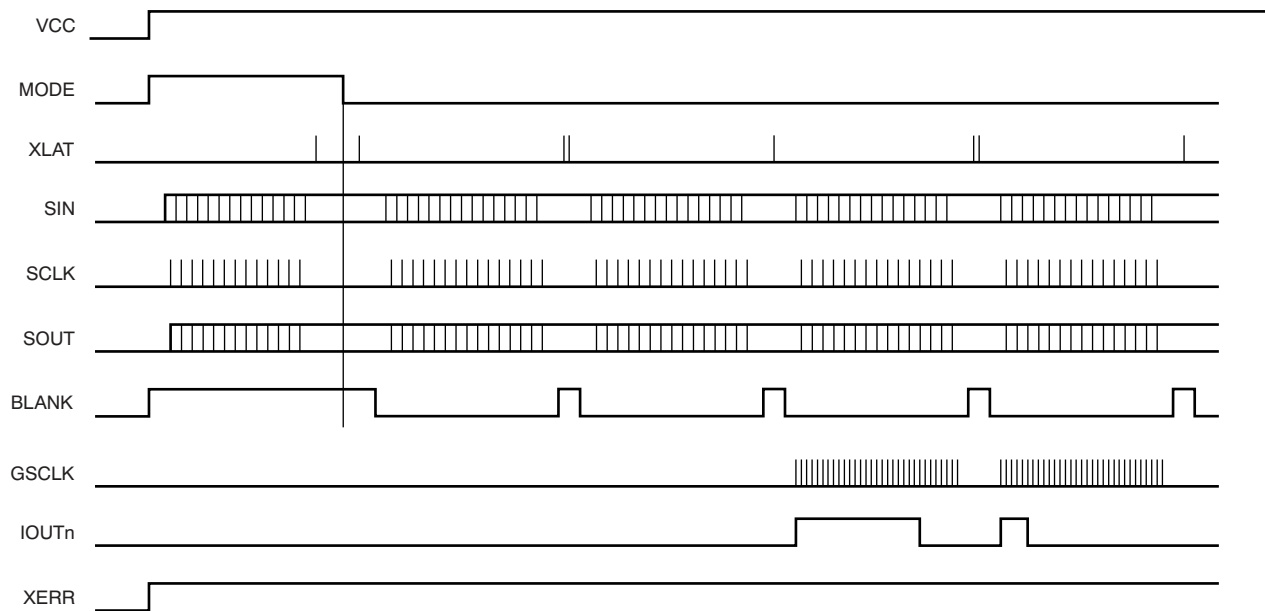 VCC
MODE
XLAT
SIN
SCLK
SOUT
BLANK
GSCLK
IOUTn
XERR